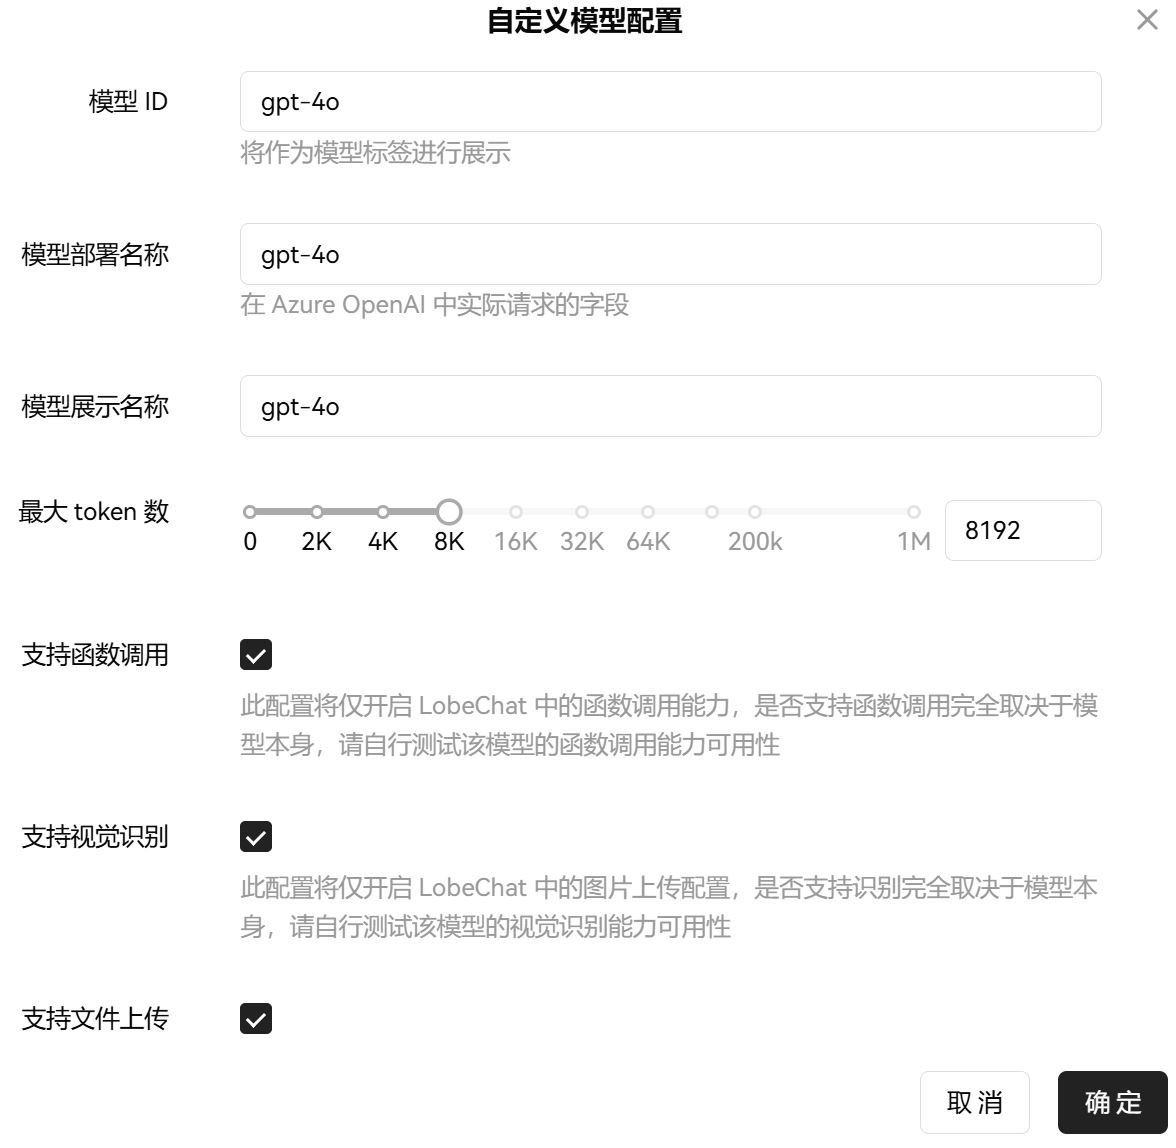 自定义模型配置
模型 ID
gpt-4o
将作为模型标签进行展示
模型部署名称
gpt-4o
在 Azure OpenAI 中实际请求的字段
模型展示名称
gpt-4o
最大 token 数
0 2K 4K 8K 16K 32K 64K 200k 1M
8192
支持函数调用
此配置将仅开启 LobeChat 中的函数调用能力，是否支持函数调用完全取决于模
型本身，请自行测试该模型的函数调用能力可用性
支持视觉识别
此配置将仅开启 LobeChat 中的图片上传配置，是否支持识别完全取决于模型本
身，请自行测试该模型的视觉识别能力可用性
支持文件上传
取消
确定